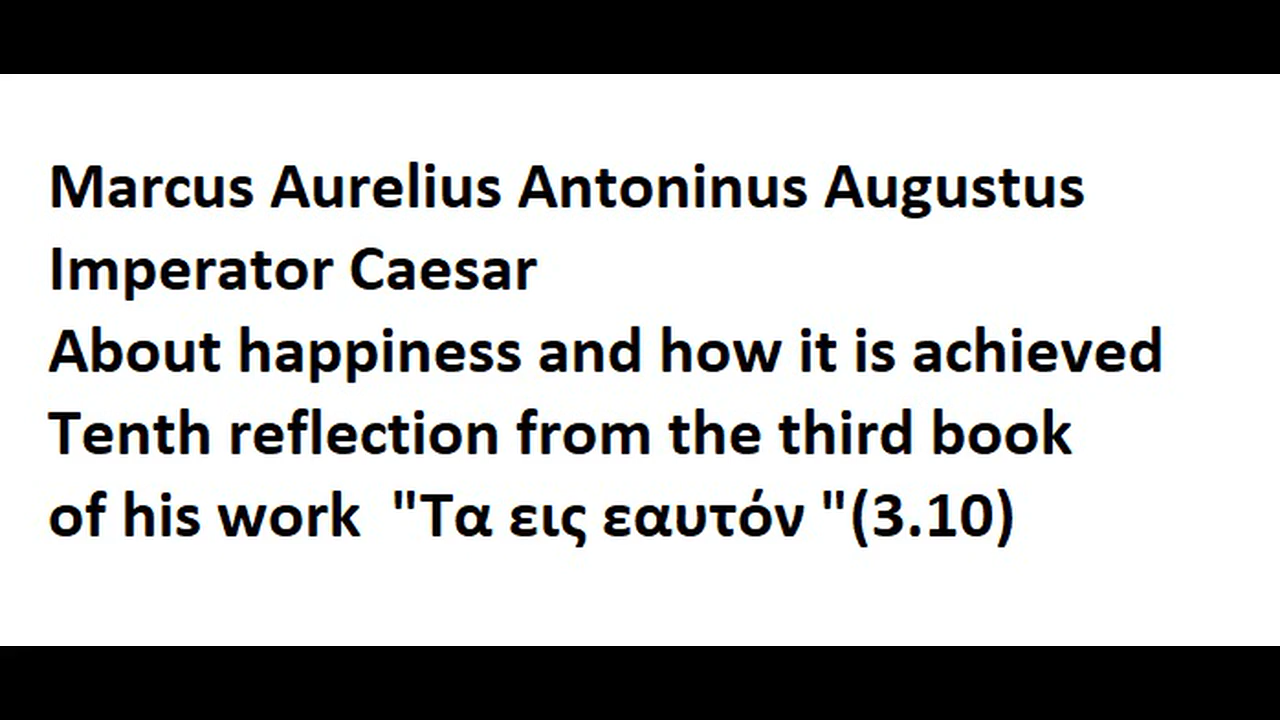 Marcus Aurelius Antoninus Augustus
Imperator Caesar
About happiness and how it is achieved
Tenth reflection from the third book
of his work  "Τα εις εαυτόν "(3.10)